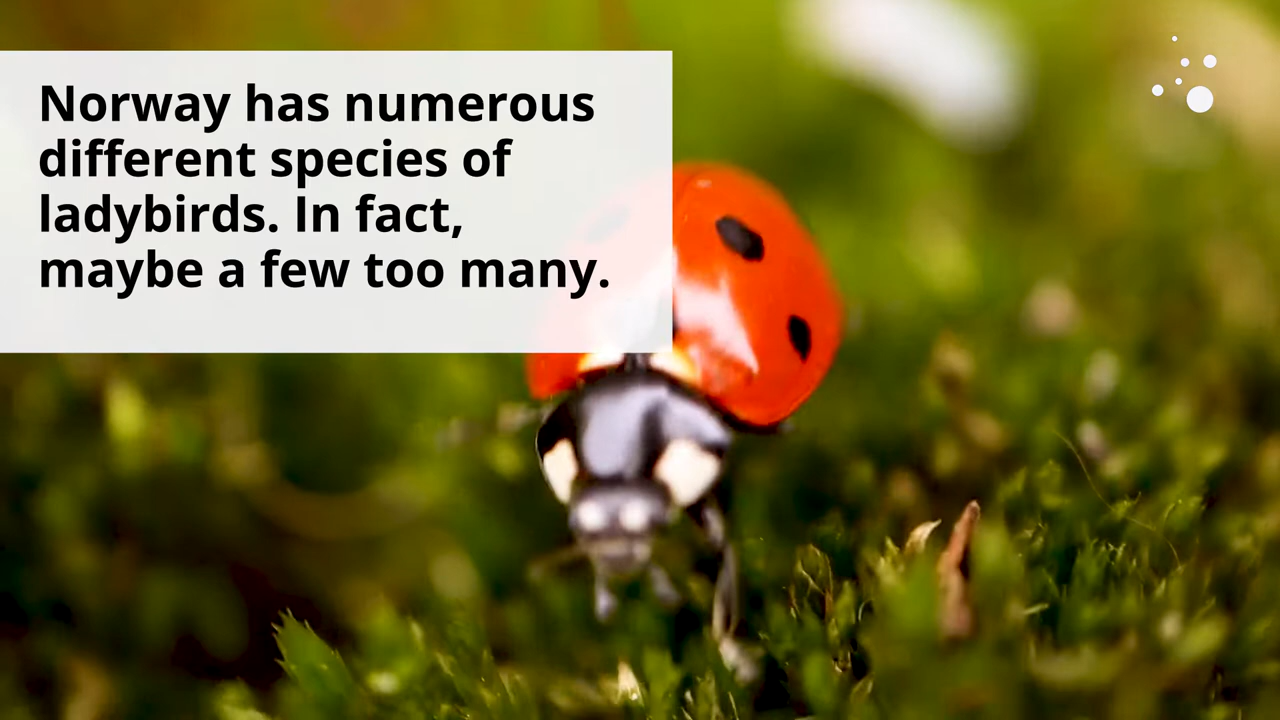 Norway has numerous
different species of
ladybirds. In fact,
maybe a few too many.